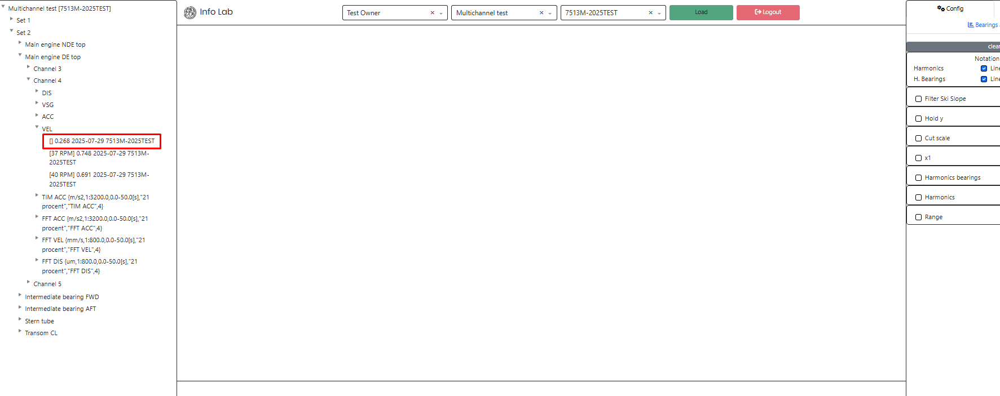 Multichannel test [7513M-2025TEST]
Set 1
Set 2
Main engine NDE top
Main engine DE top
Channel 3
Channel 4
DIS
VSG
ACC
VEL
[] 0.268 2025-07-29 7513M-2025TEST
[37 RPM] 0.748 2025-07-29 7513M-
2025TEST
[40 RPM] 0.691 2025-07-29 7513M-
2025TEST
TIM ACC {m/s2,1:3200.0,0.0-50.0[s],"21
procent","TIM ACC",4}
FFT ACC {m/s2,1:3200.0,0.0-50.0[s],"21
procent","FFT ACC",4}
FFT VEL {mm/s,1:800.0,0.0-50.0[s],"21
procent","FFT VEL",4}
FFT DIS {um,1:800.0,0.0-50.0[s],"21
procent","FFT DIS",4}
Channel 5
Intermediate bearing FWD
Intermediate bearing AFT
Stern tube
Transom CL
Info Lab
Test Owner × Multichannel test × 7513M-2025TEST × Load Logout
Config
Bearings
clear
Notation
Harmonics Line
H. Bearings Line
Filter Ski Slope
Hold y
Cut scale
x1
Harmonics bearings
Harmonics
Range